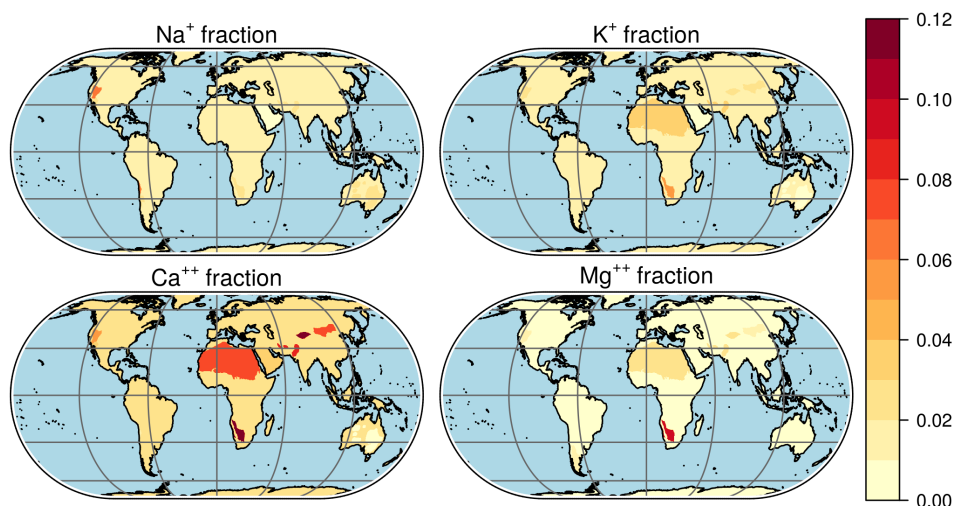 Na⁺ fraction
K⁺ fraction
Ca⁺⁺ fraction
Mg⁺⁺ fraction
0.12
0.10
0.08
0.06
0.04
0.02
0.00